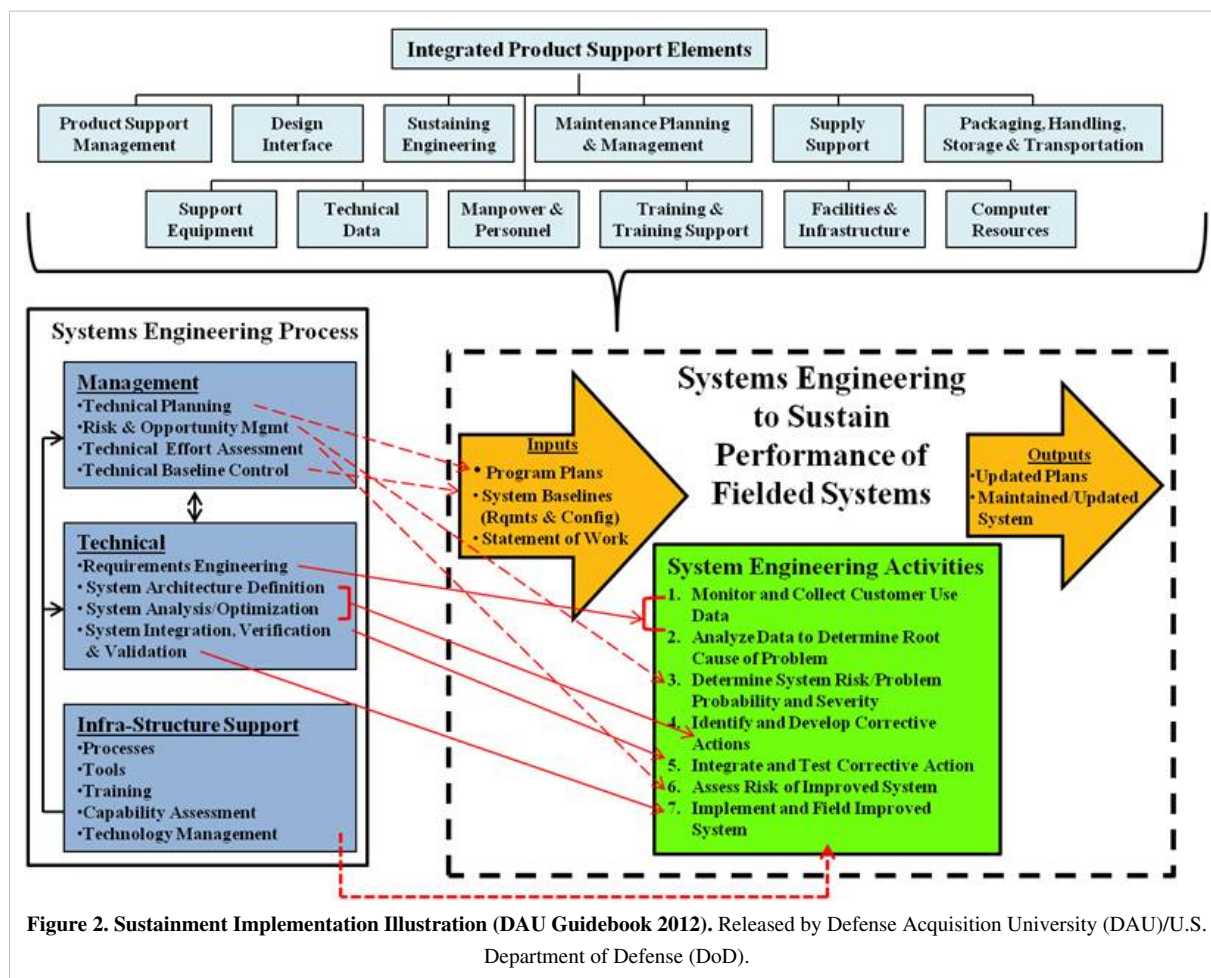 Integrated Product Support Elements
Product Support
Management
Design
Interface
Sustaining
Engineering
Maintenance Planning
& Management
Supply
Support
Packaging, Handling,
Storage & Transportation
Support
Equipment
Technical
Data
Manpower &
Personnel
Training &
Training Support
Facilities &
Infrastructure
Computer
Resources
Systems Engineering Process
Management
•Technical Planning
•Risk & Opportunity Mgmt
•Technical Effort Assessment
•Technical Baseline Control
Technical
•Requirements Engineering
•System Architecture Definition
•System Analysis/Optimization
•System Integration, Verification
& Validation
Infra-Structure Support
•Processes
•Tools
•Training
•Capability Assessment
•Technology Management
Systems Engineering
to Sustain
Performance of
Fielded Systems
Inputs
• Program Plans
• System Baselines
(Rqmts & Config)
• Statement of Work
Outputs
•Updated Plans
•Maintained/Updated
System
System Engineering Activities
1. Monitor and Collect Customer Use
Data
2. Analyze Data to Determine Root
Cause of Problem
3. Determine System Risk/Problem
Probability and Severity
4. Identify and Develop Corrective
Actions
5. Integrate and Test Corrective Action
6. Assess Risk of Improved System
7. Implement and Field Improved
System
Figure 2. Sustainment Implementation Illustration (DAU Guidebook 2012). Released by Defense Acquisition University (DAU)/U.S.
Department of Defense (DoD).